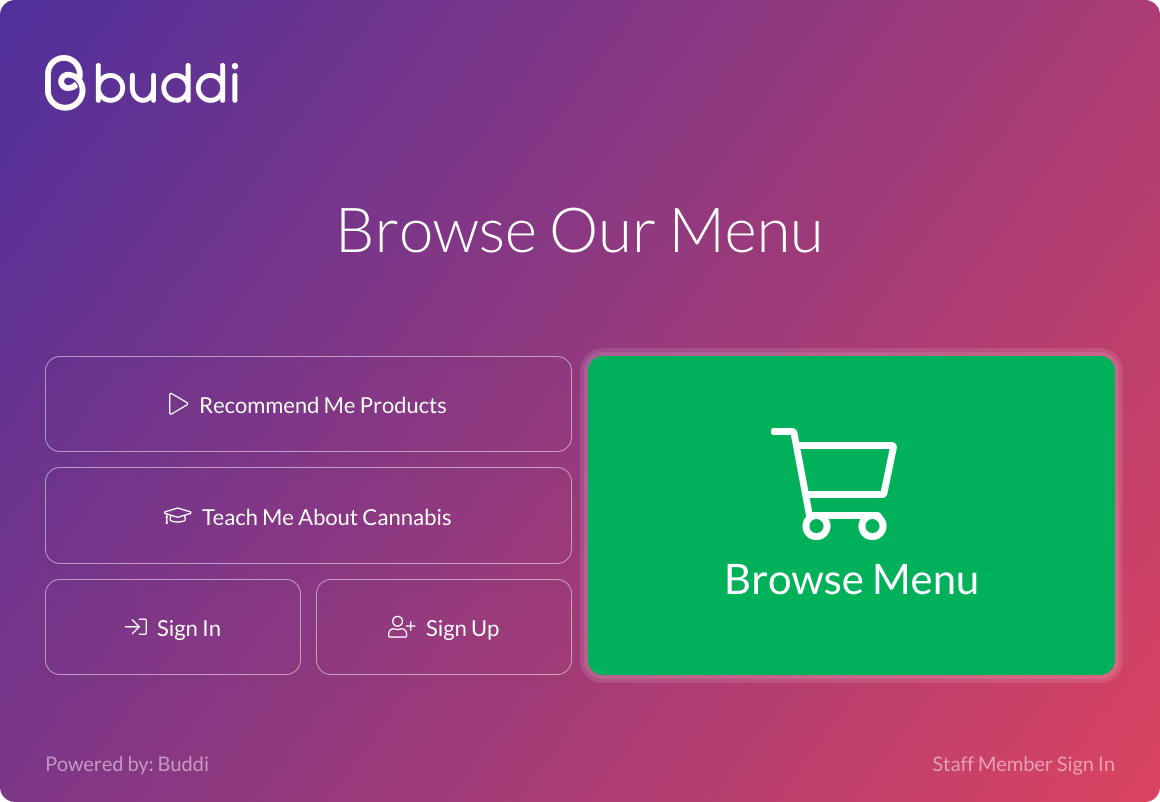 buddi
Browse Our Menu
Recommend Me Products
Teach Me About Cannabis
Sign In
Sign Up
Browse Menu
Powered by: Buddi
Staff Member Sign In